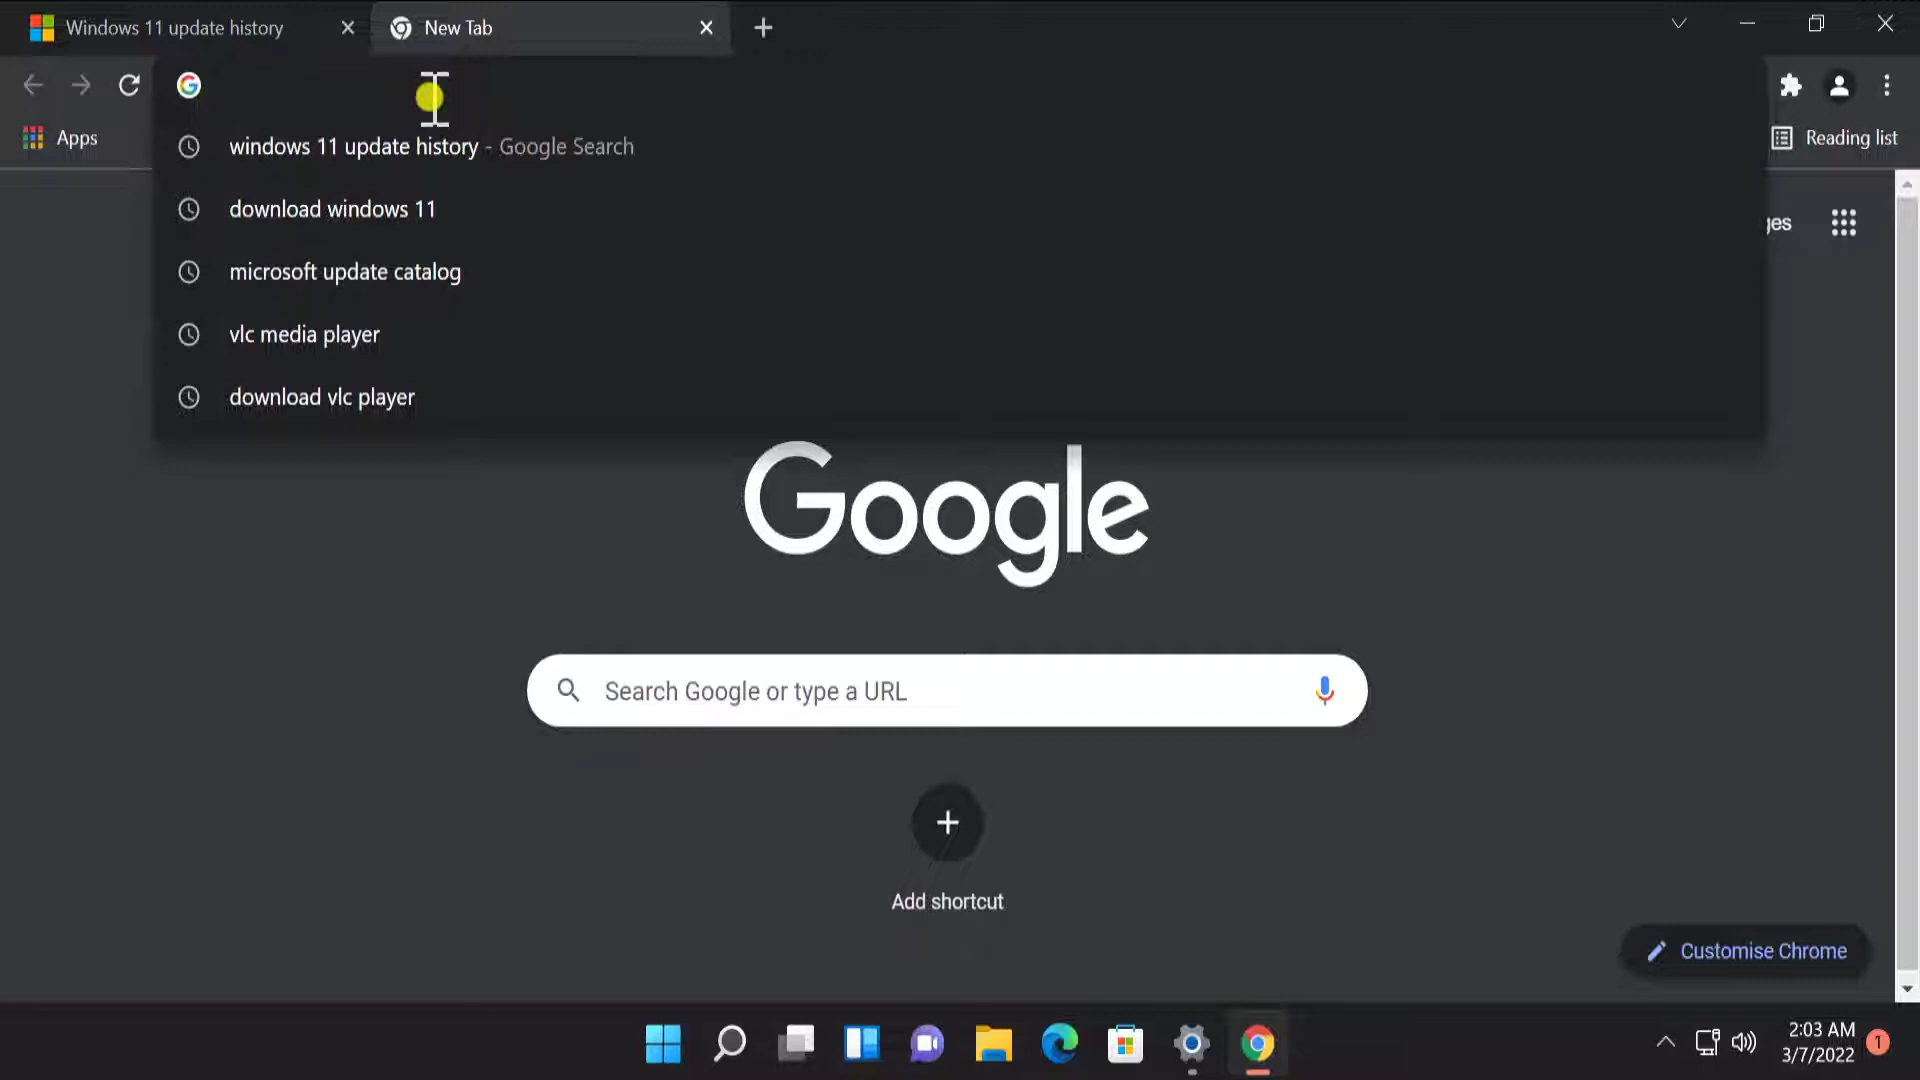 Windows 11 update history
New Tab
windows 11 update history - Google Search
Apps
Reading list
download windows 11
ges
microsoft update catalog
vlc media player
download vlc player
Google
Search Google or type a URL
Add shortcut
Customise Chrome
2:03 AM
3/7/2022
1